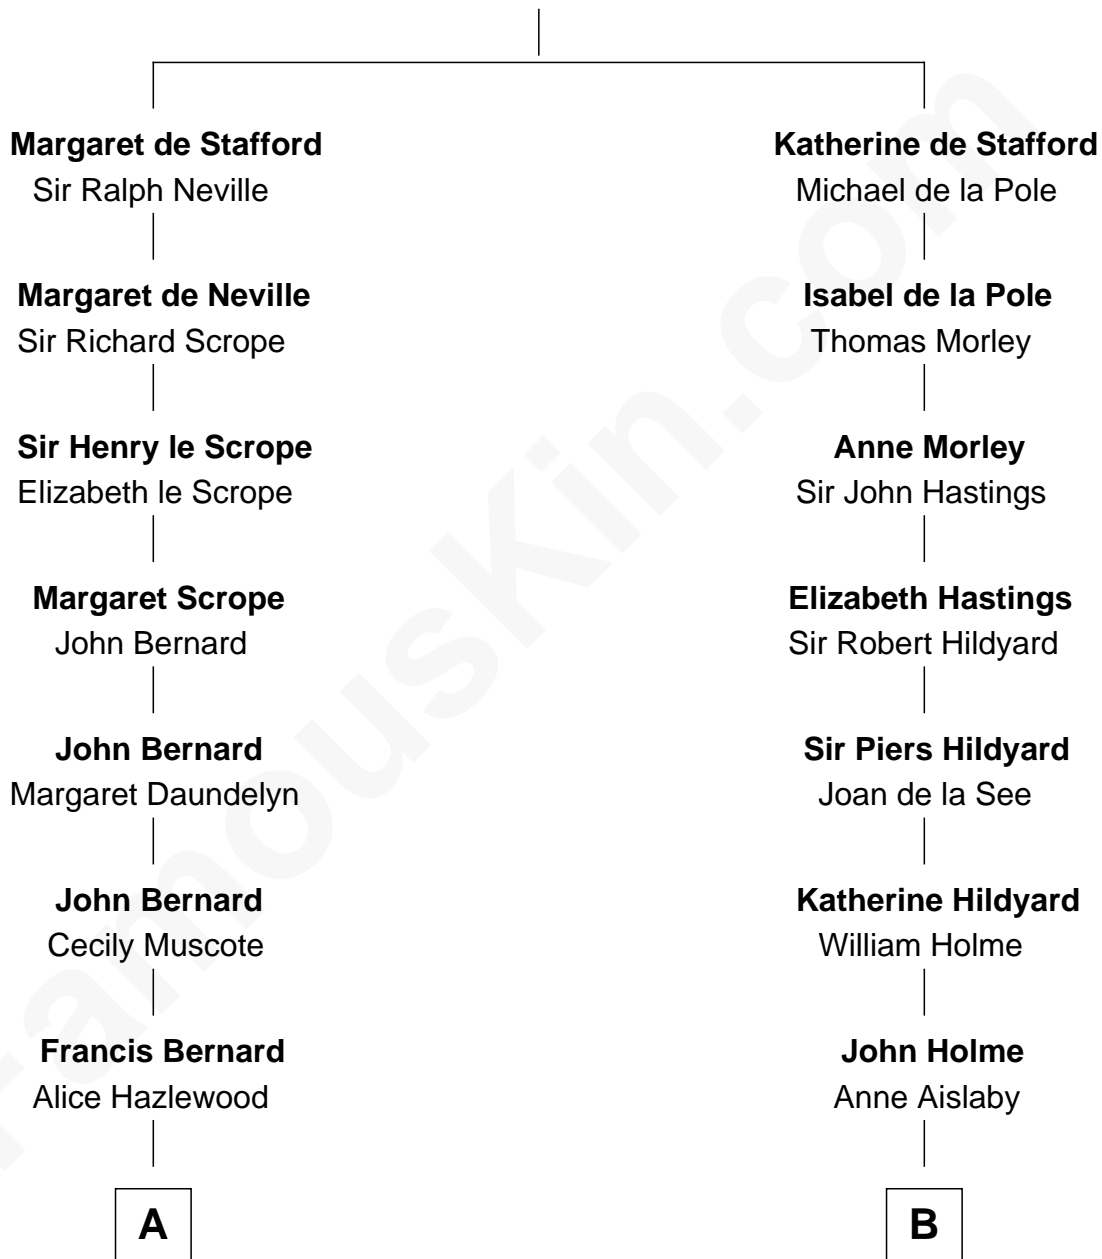 Margaret de Stafford
Sir Ralph Neville
Margaret de Neville
Sir Richard Scrope
Sir Henry le Scrope
Elizabeth le Scrope
Margaret Scrope
John Bernard
John Bernard
Margaret Daundelyn
John Bernard
Cecily Muscote
Francis Bernard
Alice Hazlewood
A
Katherine de Stafford
Michael de la Pole
Isabel de la Pole
Thomas Morley
Anne Morley
Sir John Hastings
Elizabeth Hastings
Sir Robert Hildyard
Sir Piers Hildyard
Joan de la See
Katherine Hildyard
William Holme
John Holme
Anne Aislaby
B
FamousKin.com